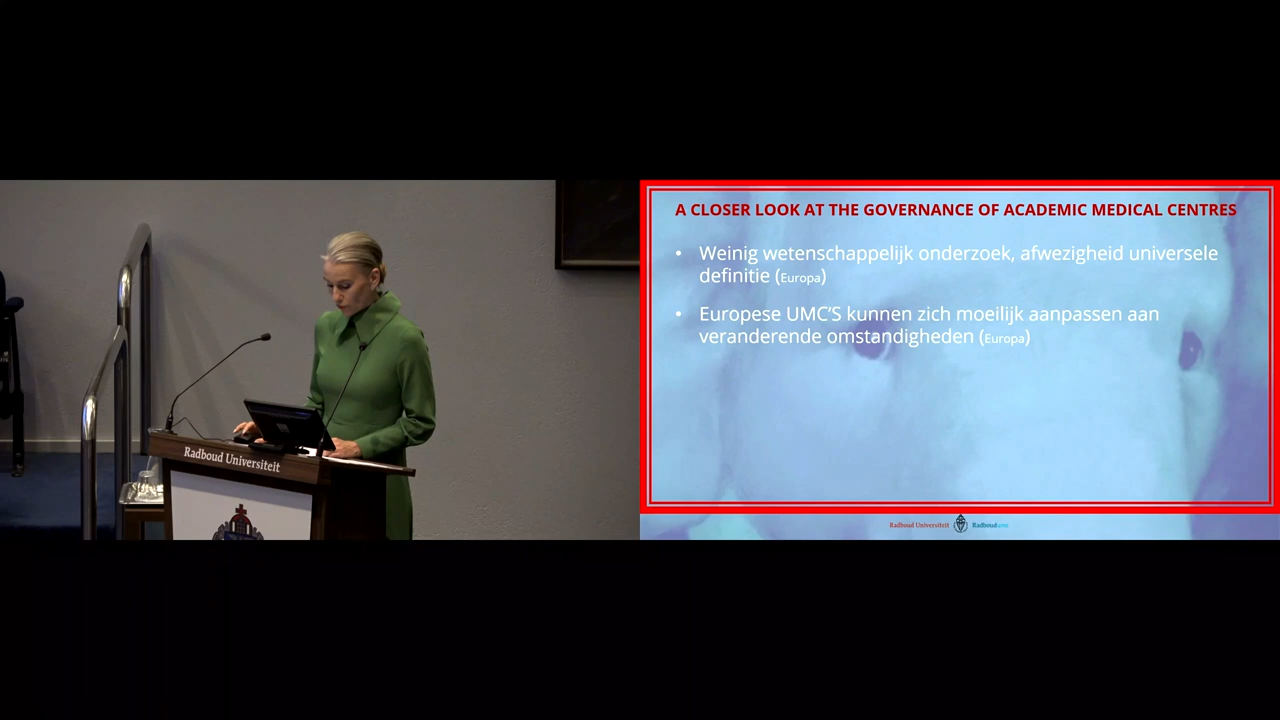 Radboud Universiteit
A CLOSER LOOK AT THE GOVERNANCE OF ACADEMIC MEDICAL CENTRES
• Weinig wetenschappelijk onderzoek, afwezigheid universele
definitie (Europa)
• Europese UMC'S kunnen zich moeilijk aanpassen aan
veranderende omstandigheden (Europa)
Radboud Universiteit Radboudumc